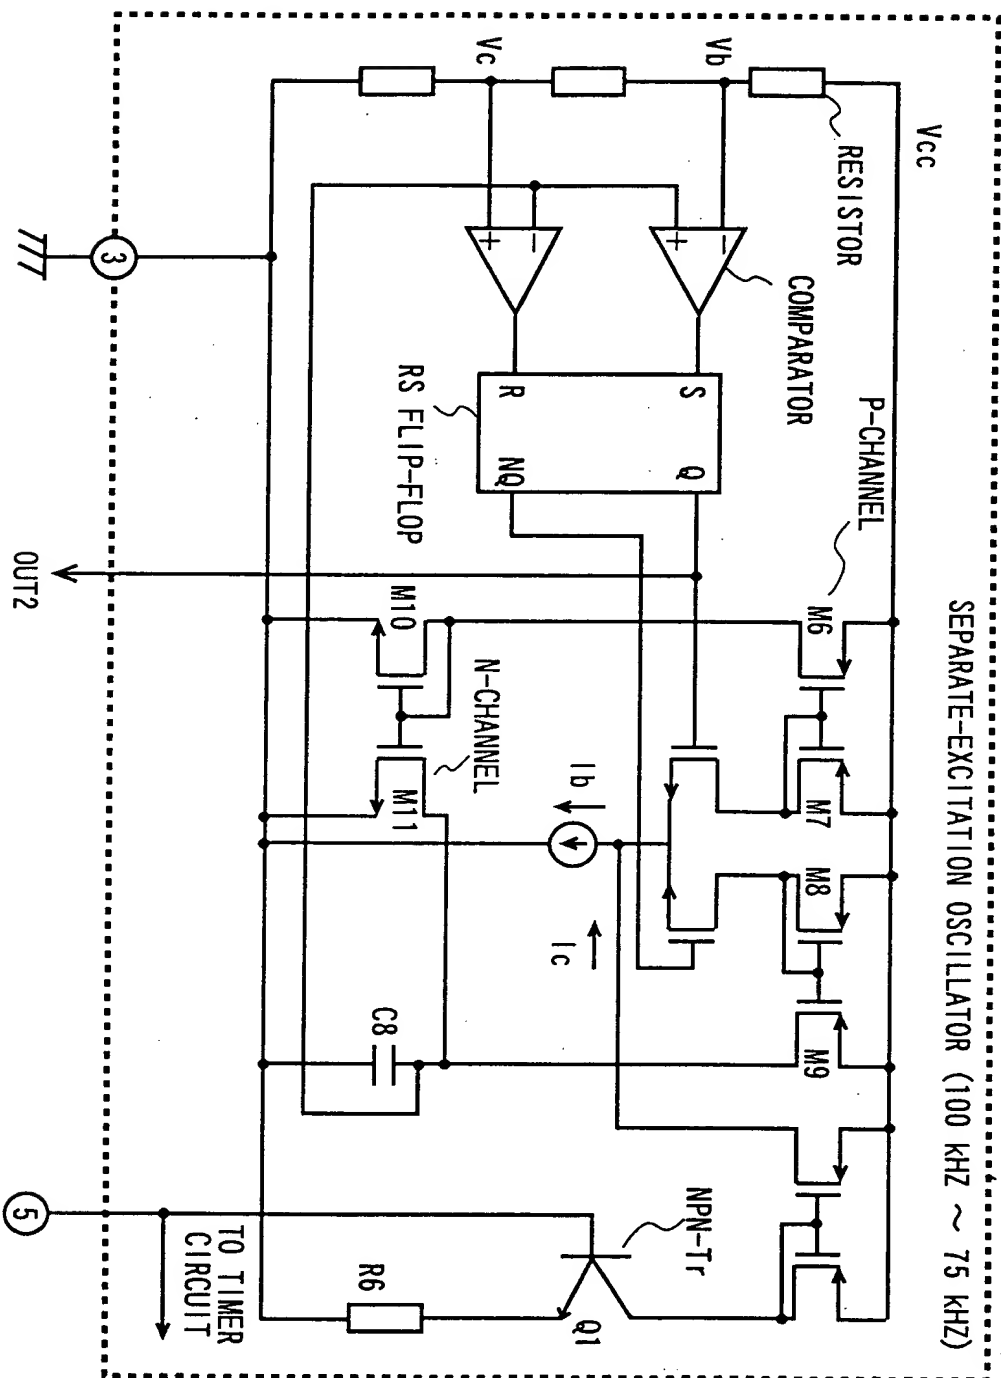 SEPARATE-EXCITATION OSCILLATOR (100 kHZ ~ 75 kHZ)
Vcc
P-CHANNEL
M6
M7
M8
M9
RESISTOR
Vb
Vc
COMPARATOR
-
+
-
+
S
Q
R
NQ
RS FLIP-FLOP
Ib
Ic
NPN-Tr
Q1
N-CHANNEL
M10
M11
C8
R6
3
OUT2
TO TIMER
CIRCUIT
5